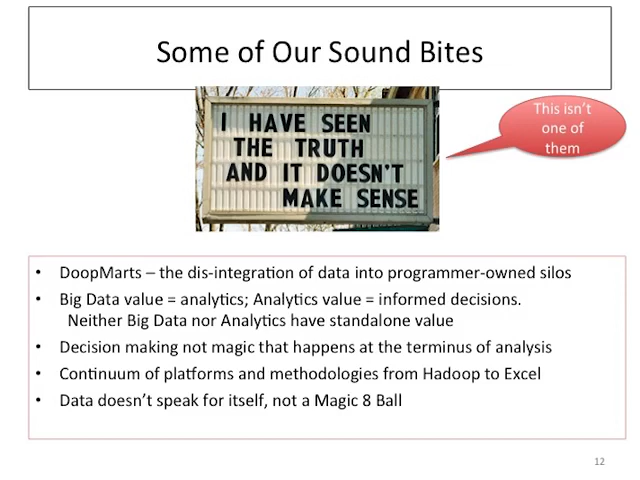 Some of Our Sound Bites
I HAVE SEEN
THE TRUTH
AND IT DOESN'T
MAKE SENSE
This isn't
one of
them
• DoopMarts – the dis-integration of data into programmer-owned silos
• Big Data value = analytics; Analytics value = informed decisions.
Neither Big Data nor Analytics have standalone value
• Decision making not magic that happens at the terminus of analysis
• Continuum of platforms and methodologies from Hadoop to Excel
• Data doesn't speak for itself, not a Magic 8 Ball
12